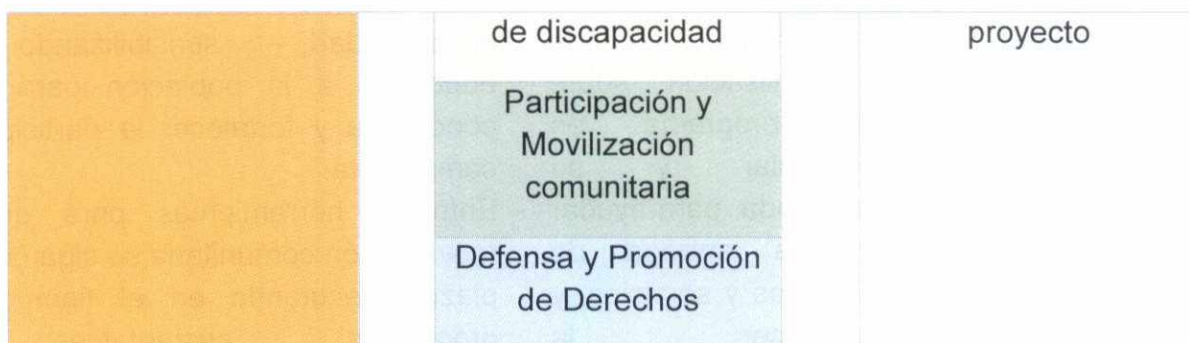 de discapacidad
proyecto
Participación y
Movilización
comunitaria
Defensa y Promoción
de Derechos